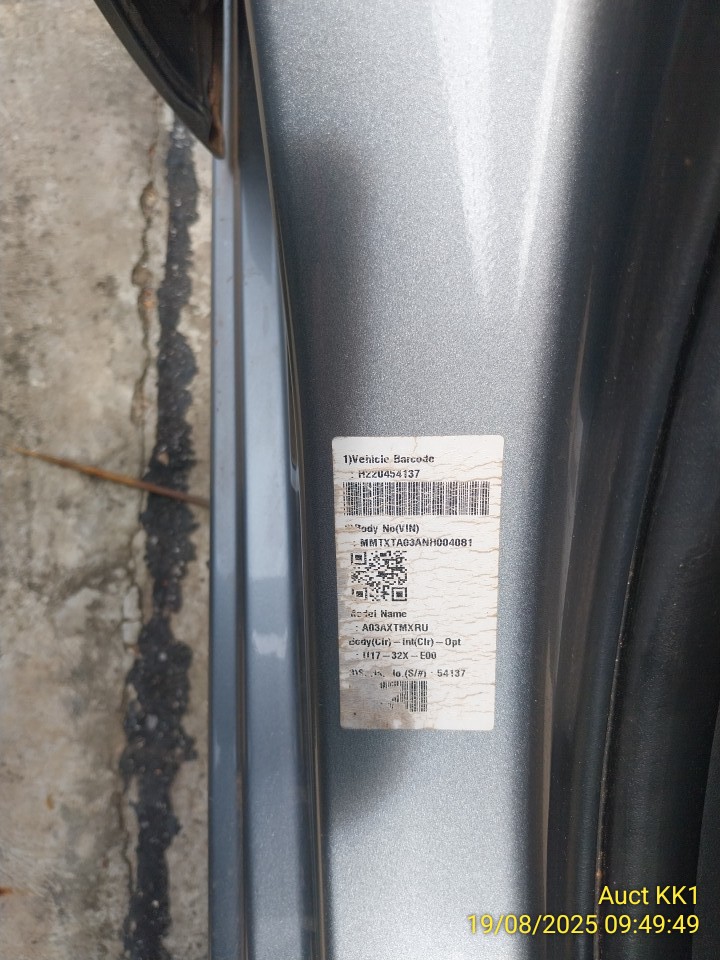 1)Vehicle Barcode
: H220454137
Body No(VIN)
: MMTXTA03ANH004081
Model Name
: A03AXTMXRU
Body(Clr)-Int(Clr)-Opt
: U17-32X-E00
No.(S/#) : 54137
Auct KK1
19/08/2025 09:49:49